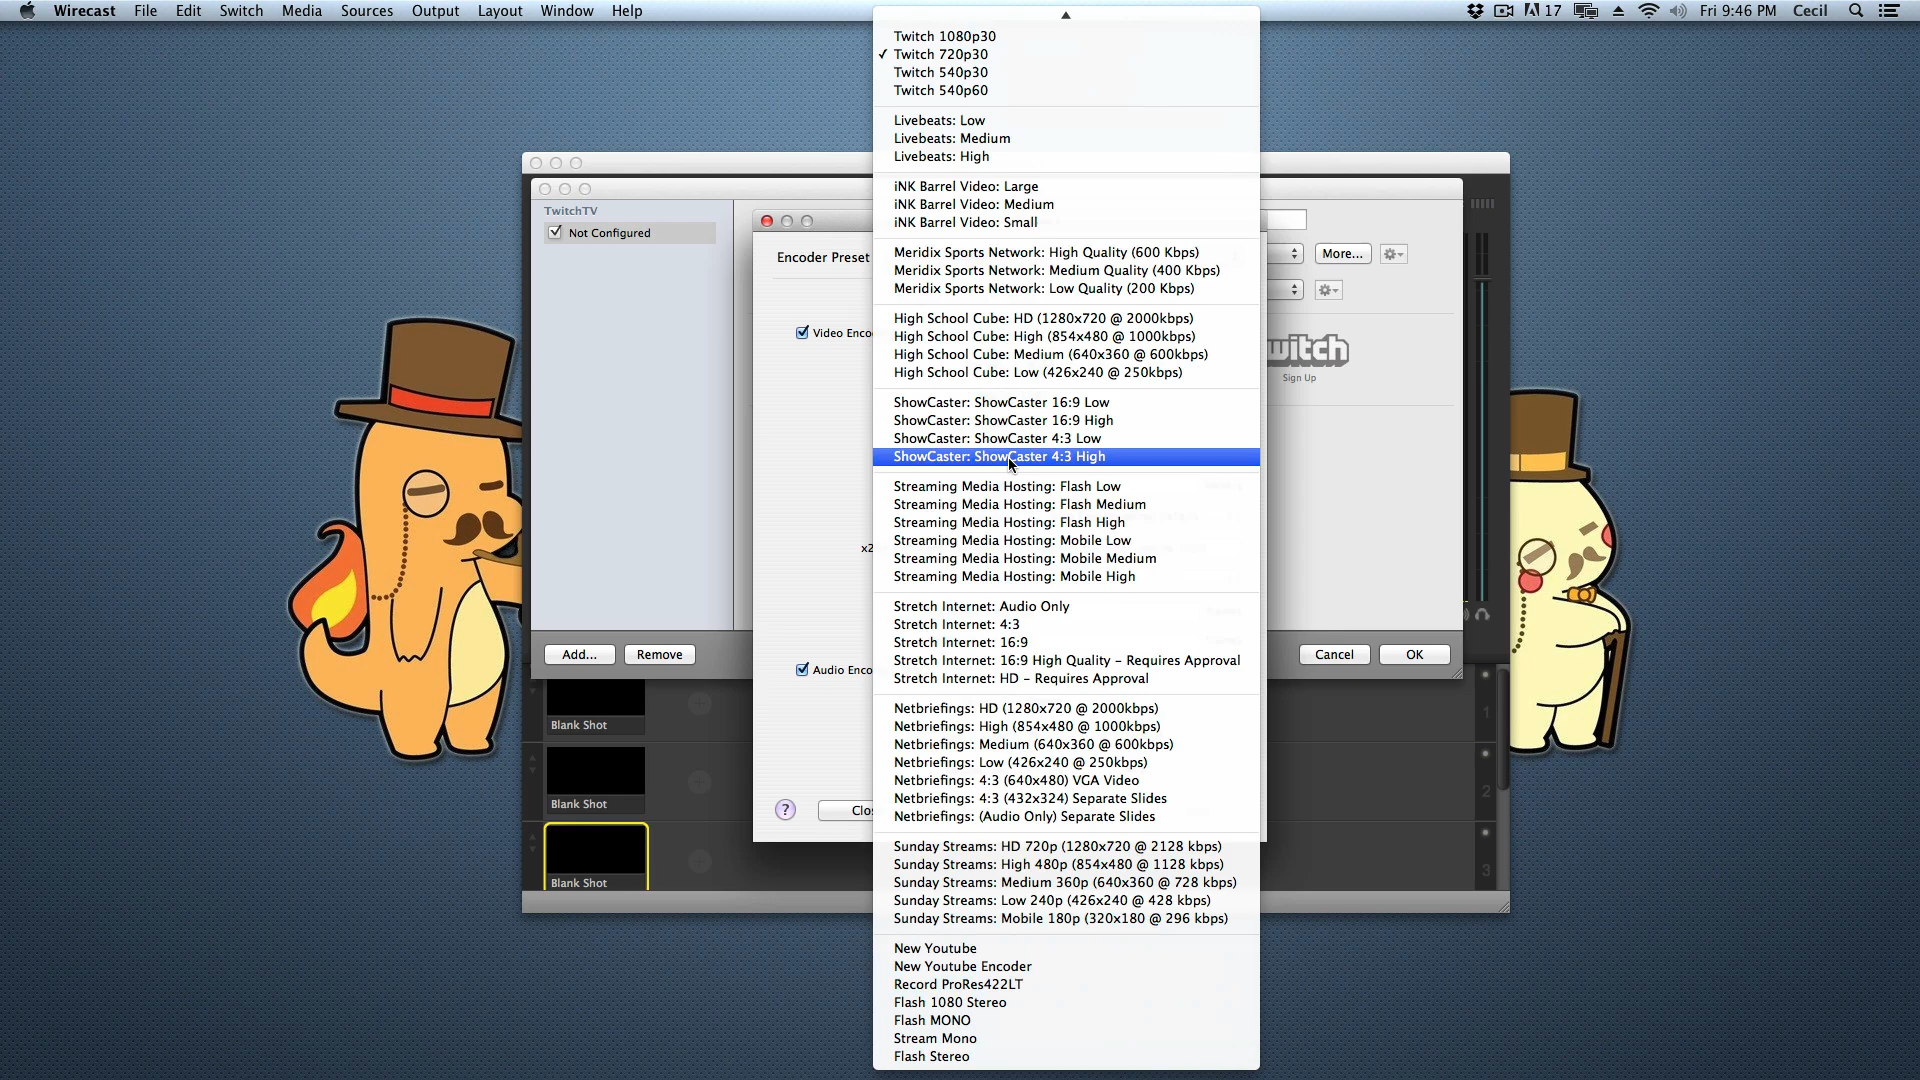 Wirecast File Edit Switch Media Sources Output Layout Window Help
17 Fri 9:46 PM Cecil
Twitch 1080p30
✓ Twitch 720p30
Twitch 540p30
Twitch 540p60
Livebeats: Low
Livebeats: Medium
Livebeats: High
iNK Barrel Video: Large
iNK Barrel Video: Medium
iNK Barrel Video: Small
Meridix Sports Network: High Quality (600 Kbps)
Meridix Sports Network: Medium Quality (400 Kbps)
Meridix Sports Network: Low Quality (200 Kbps)
High School Cube: HD (1280x720 @ 2000kbps)
High School Cube: High (854x480 @ 1000kbps)
High School Cube: Medium (640x360 @ 600kbps)
High School Cube: Low (426x240 @ 250kbps)
ShowCaster: ShowCaster 16:9 Low
ShowCaster: ShowCaster 16:9 High
ShowCaster: ShowCaster 4:3 Low
ShowCaster: ShowCaster 4:3 High
Streaming Media Hosting: Flash Low
Streaming Media Hosting: Flash Medium
Streaming Media Hosting: Flash High
Streaming Media Hosting: Mobile Low
Streaming Media Hosting: Mobile Medium
Streaming Media Hosting: Mobile High
Stretch Internet: Audio Only
Stretch Internet: 4:3
Stretch Internet: 16:9
Stretch Internet: 16:9 High Quality – Requires Approval
Stretch Internet: HD – Requires Approval
Netbriefings: HD (1280x720 @ 2000kbps)
Netbriefings: High (854x480 @ 1000kbps)
Netbriefings: Medium (640x360 @ 600kbps)
Netbriefings: Low (426x240 @ 250kbps)
Netbriefings: 4:3 (640x480) VGA Video
Netbriefings: 4:3 (432x324) Separate Slides
Netbriefings: (Audio Only) Separate Slides
Sunday Streams: HD 720p (1280x720 @ 2128 kbps)
Sunday Streams: High 480p (854x480 @ 1128 kbps)
Sunday Streams: Medium 360p (640x360 @ 728 kbps)
Sunday Streams: Low 240p (426x240 @ 428 kbps)
Sunday Streams: Mobile 180p (320x180 @ 296 kbps)
New Youtube
New Youtube Encoder
Record ProRes422LT
Flash 1080 Stereo
Flash MONO
Stream Mono
Flash Stereo
TwitchTV
Not Configured
Encoder Preset
Video Enco
x2
Audio Enco
?
Clos
More...
witch
Sign Up
Add... Remove
Cancel OK
Blank Shot
1
Blank Shot
2
Blank Shot
3